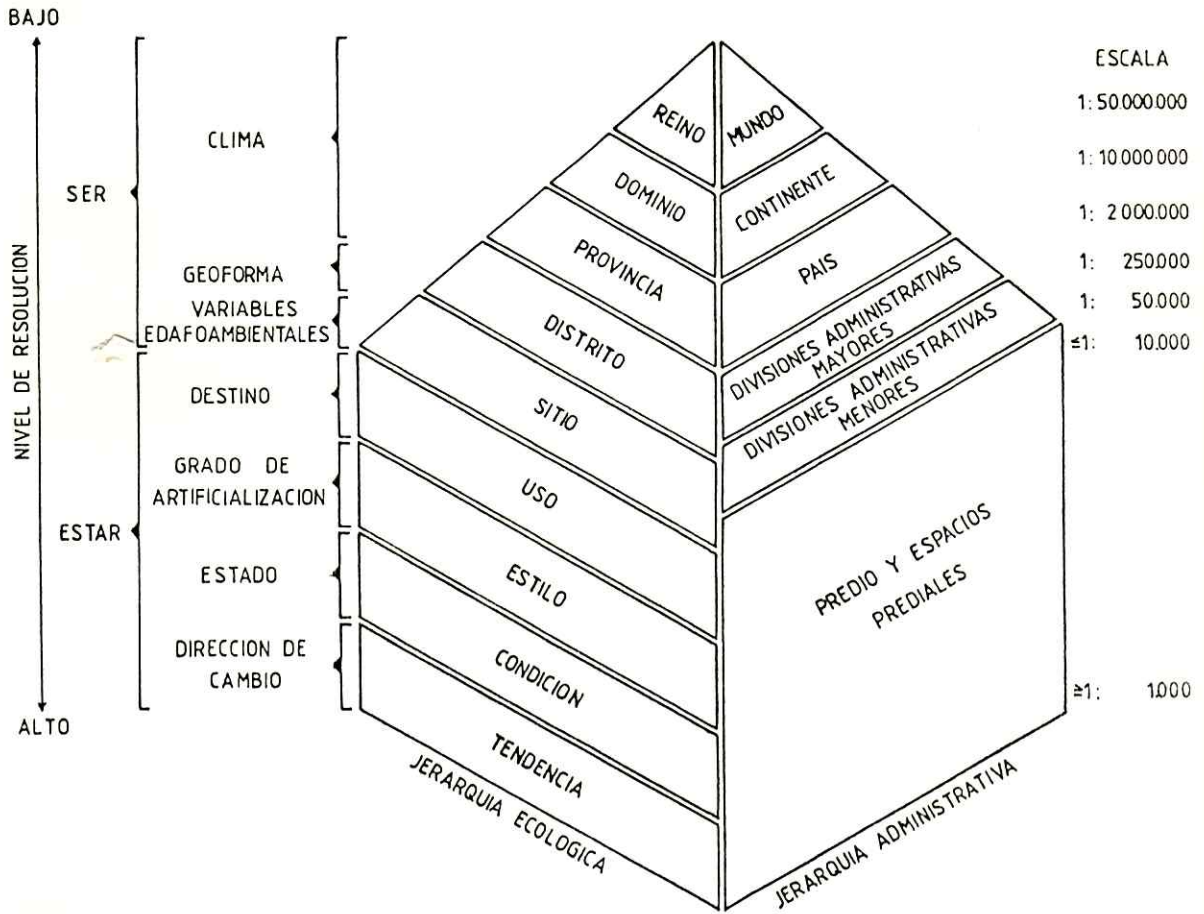 BAJO
NIVEL DE RESOLUCION
ALTO
SER
ESTAR
CLIMA
GEOFORMA
VARIABLES
EDAFOAMBIENTALES
DESTINO
GRADO DE
ARTIFICIALIZACION
ESTADO
DIRECCION DE
CAMBIO
REINO
DOMINIO
PROVINCIA
DISTRITO
SITIO
USO
ESTILO
CONDICION
TENDENCIA
JERARQUIA ECOLOGICA
MUNDO
CONTINENTE
PAIS
DIVISIONES ADMINISTRATIVAS
MAYORES
DIVISIONES ADMINISTRATIVAS
MENORES
PREDIO Y ESPACIOS
PREDIALES
JERARQUIA ADMINISTRATIVA
ESCALA
1: 50.000.000
1: 10.000.000
1: 2.000.000
1: 250.000
1: 50.000
≤1: 10.000
≥1: 1.000